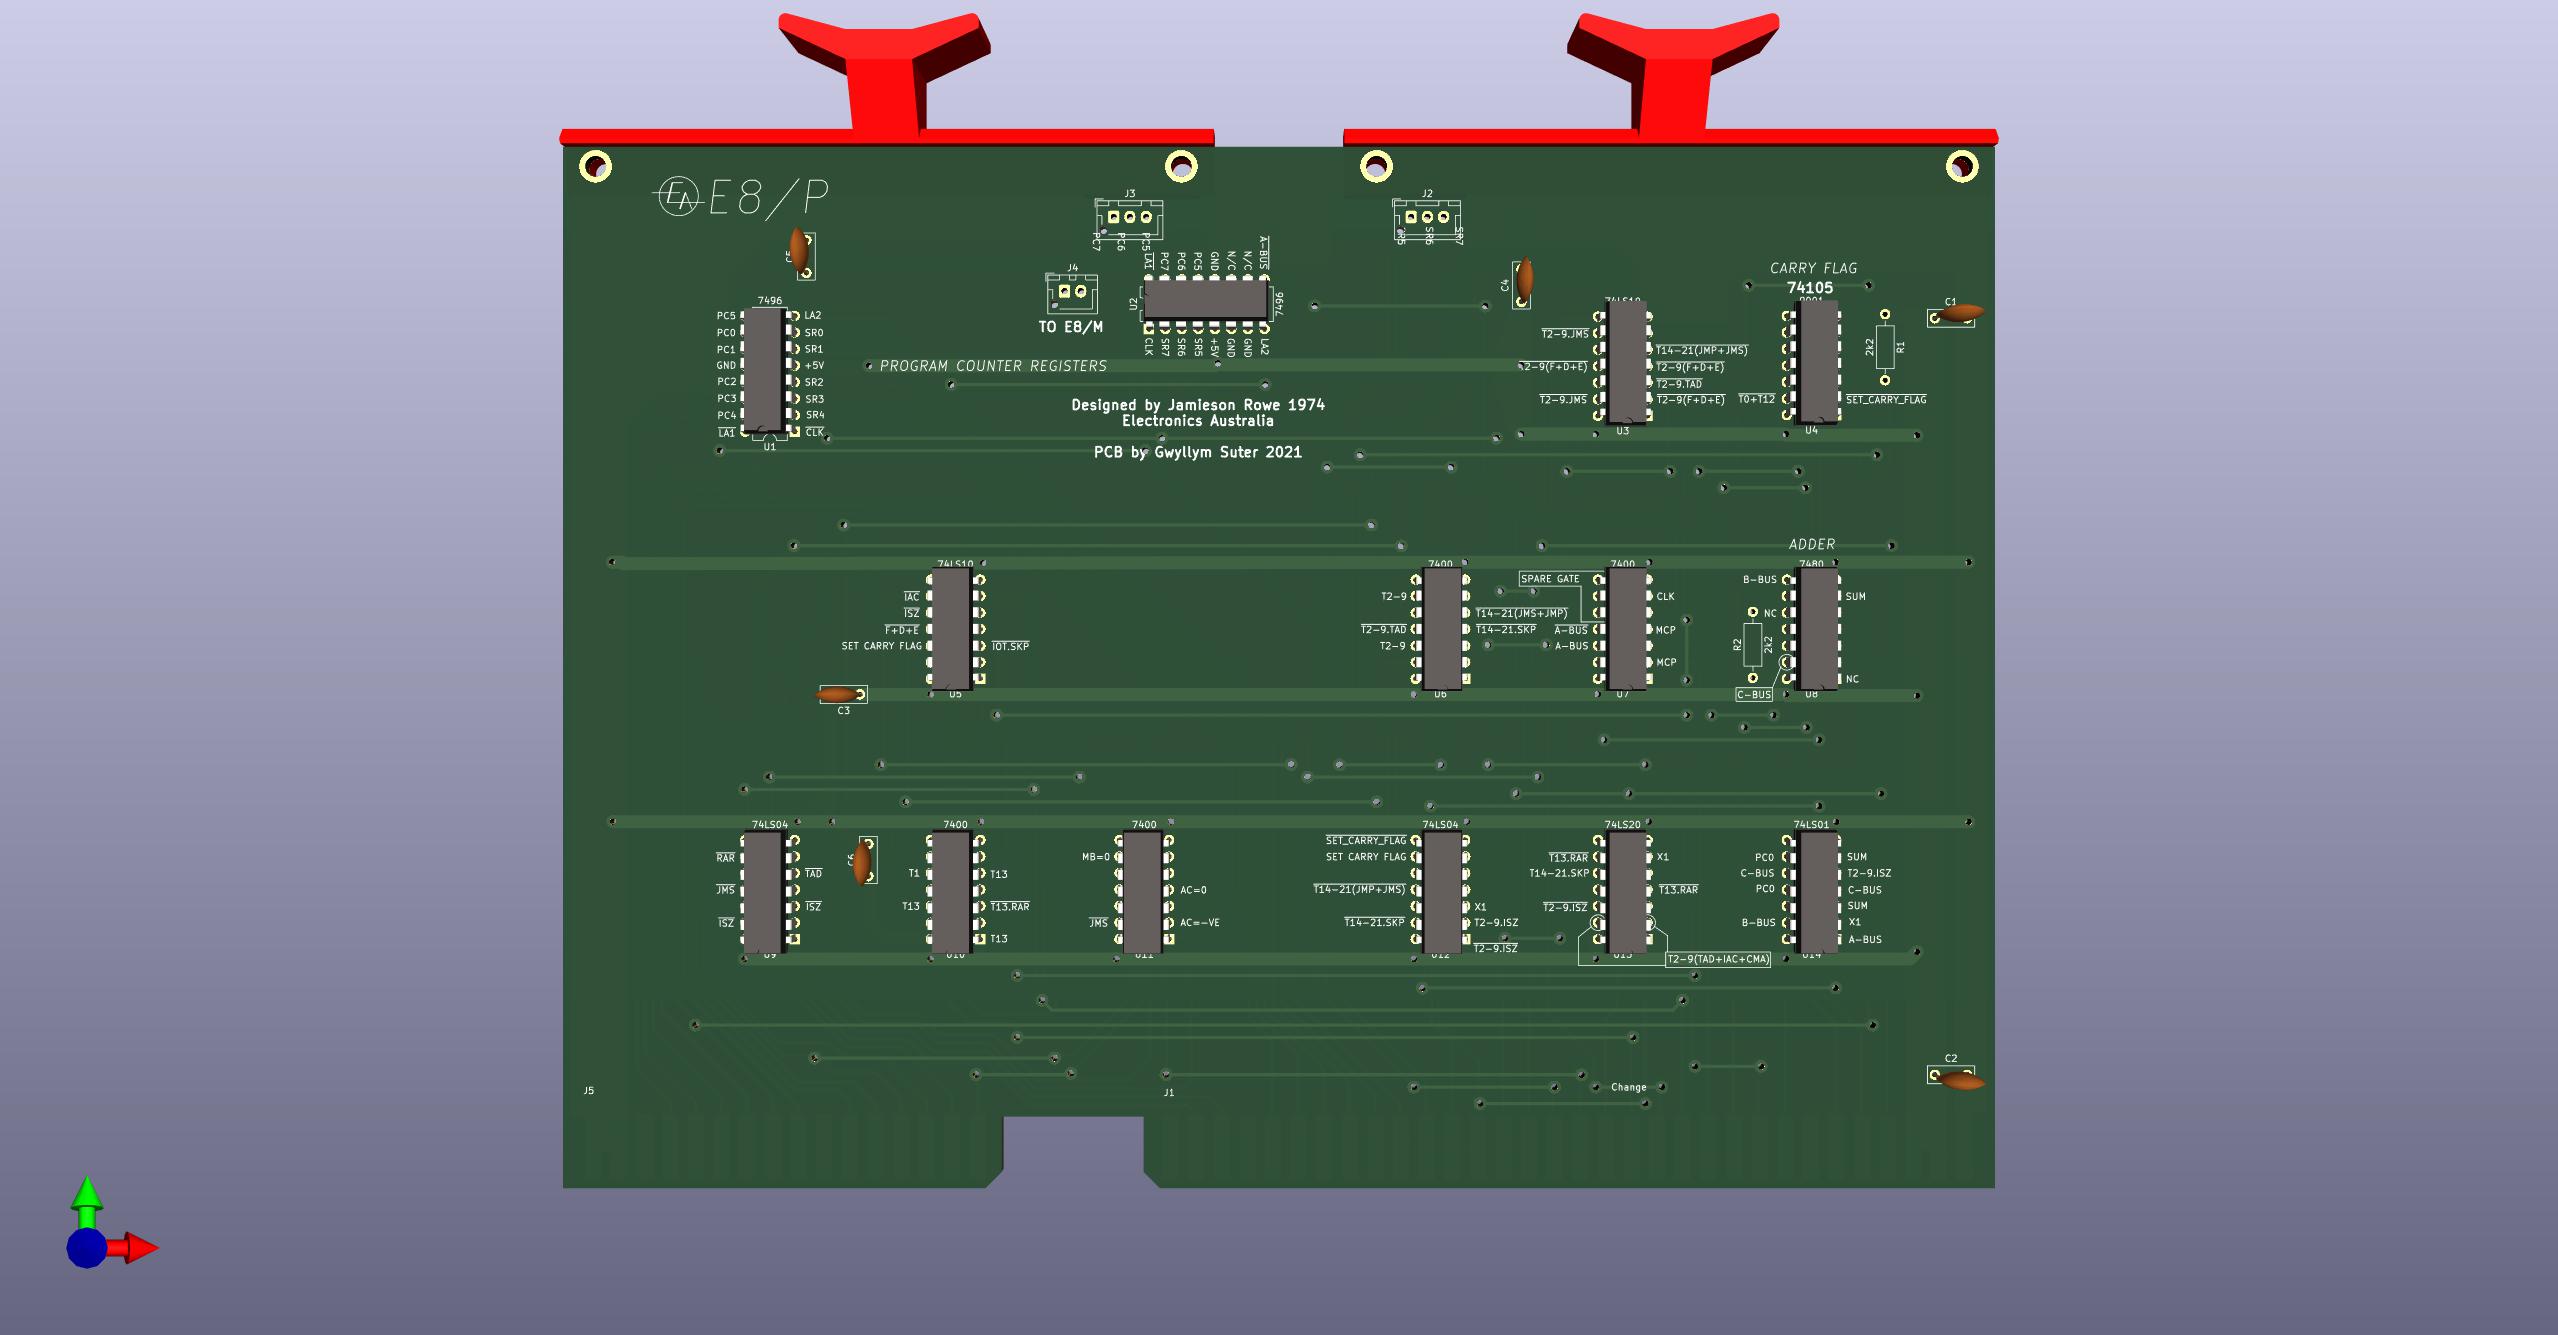 EA E8/P
J3
J2
PC7 PC6 PC5
SR5 SR6 SR7
C5
J4
TO E8/M
LA1 PC7 PC6 PC5 GND N/C N/C A-BUS
U2
7496
CLK SR7 SR6 SR5 +5V GND GND LA2
C4
CARRY FLAG
74105
C1
7496
PC5 LA2
PC0 SR0
PC1 SR1
GND +5V
PC2 SR2
PC3 SR3
PC4 SR4
LA1 CLK
U1
PROGRAM COUNTER REGISTERS
Designed by Jamieson Rowe 1974
Electronics Australia
PCB by Gwyllym Suter 2021
T2-9.JMS
T14-21(JMP+JMS)
T2-9(F+D+E) T2-9(F+D+E)
T2-9.TAD
T2-9.JMS T2-9(F+D+E)
U3
T0+T12 SET_CARRY_FLAG
U4
2k2 R1
ADDER
74LS10
IAC
ISZ
F+D+E
SET CARRY FLAG IOT.SKP
U5
C3
7400
T2-9
T14-21(JMS+JMP)
T2-9.TAD T14-21.SKP
T2-9
U6
7400
SPARE GATE
CLK
A-BUS MCP
A-BUS
MCP
U7
7480
B-BUS
SUM
NC
R2 2k2
C-BUS
NC
U8
74LS04
RAR
TAD
JMS
ISZ
ISZ
U9
C6
7400
T1 T13
T13 T13.RAR
T13
U10
7400
MB=0
AC=0
JMS AC=-VE
U11
74LS04
SET_CARRY_FLAG
SET CARRY FLAG
T14-21(JMP+JMS)
X1
T14-21.SKP T2-9.ISZ
T2-9.ISZ
U12
74LS20
T13.RAR X1
T14-21.SKP
T13.RAR
T2-9.ISZ
U13
T2-9(TAD+IAC+CMA)
74LS01
PC0 SUM
C-BUS T2-9.ISZ
PC0 C-BUS
SUM
B-BUS X1
A-BUS
U14
C2
J5
J1
Change